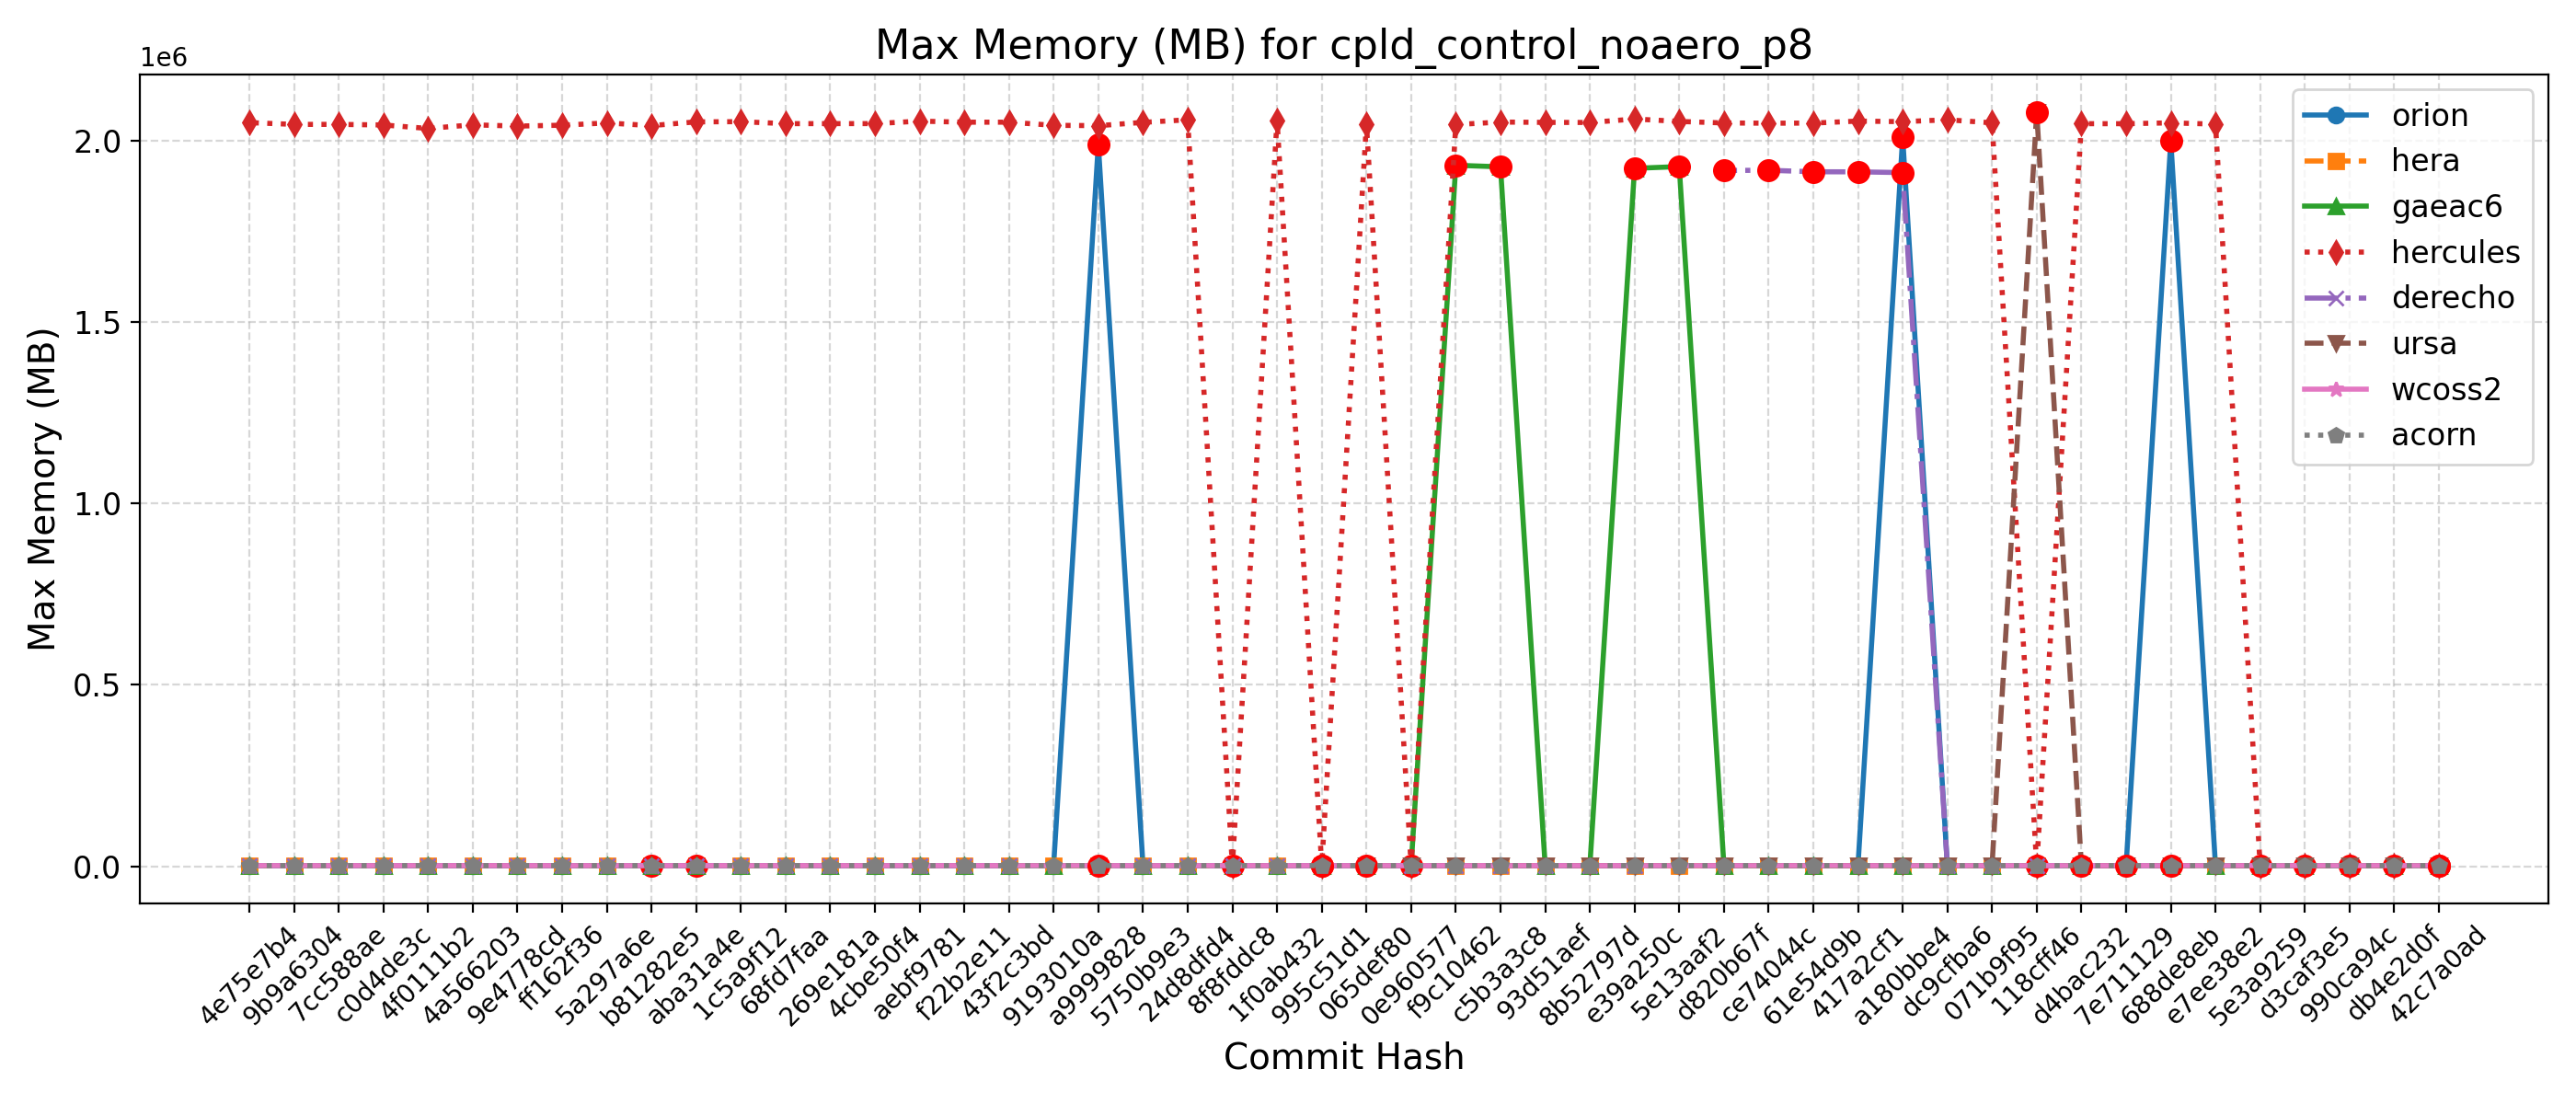 Max Memory (MB) for cpld_control_noaero_p8
1e6
2.0
1.5
1.0
0.5
0.0
Max Memory (MB)
orion
hera
gaeac6
hercules
derecho
ursa
wcoss2
acorn
4e75e7b4
9b9a6304
7cc588ae
c0d4de3c
4f0111b2
4a566203
9e4778cd
ff162f36
5a297a6e
b81282e5
aba31a4e
1c5a9f12
68fd7faa
269e181a
4cbe50f4
aebf9781
f22b2e11
43f2c3bd
9193010a
a9999828
5750b9e3
24d8dfd4
8f8fddc8
1f0ab432
995c51d1
065def80
0e960577
f9c10462
c5b3a3c8
93d51aef
8b52797d
e39a250c
5e13aaf2
d820b67f
ce74044c
61e54d9b
417a2cf1
a180bbe4
dc9cfba6
071b9f95
118cff46
d4bac232
7e711129
688de8eb
e7ee38e2
5e3a9259
d3caf3e5
990ca94c
db4e2d0f
42c7a0ad
Commit Hash